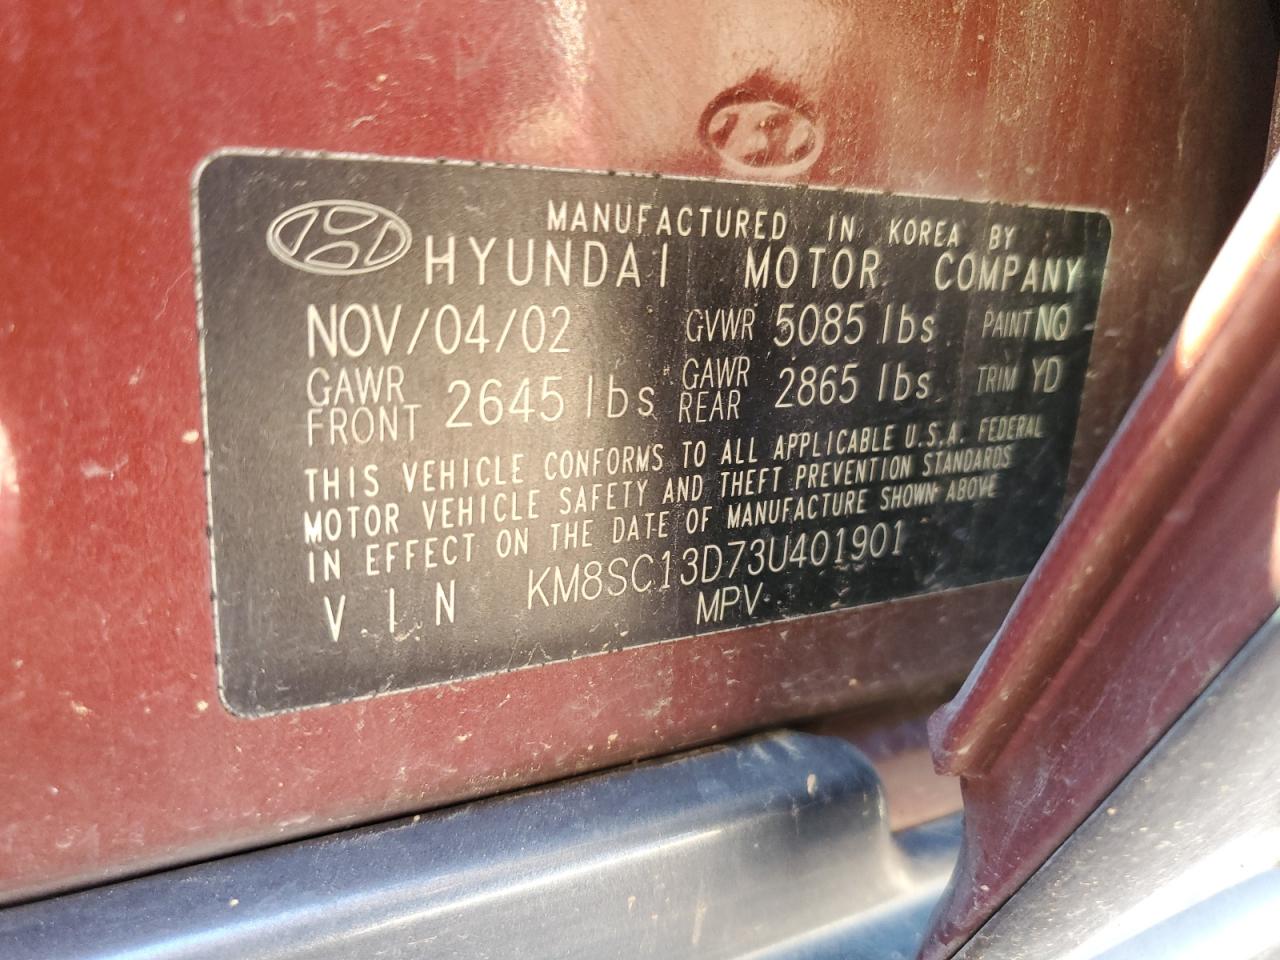 MANUFACTURED IN KOREA BY
HYUNDAI MOTOR COMPANY
NOV/04/02 GVWR 5085 lbs PAINT NQ
GAWR FRONT 2645 lbs GAWR REAR 2865 lbs TRIM YD
THIS VEHICLE CONFORMS TO ALL APPLICABLE U.S.A. FEDERAL
MOTOR VEHICLE SAFETY AND THEFT PREVENTION STANDARDS
IN EFFECT ON THE DATE OF MANUFACTURE SHOWN ABOVE
VIN KM8SC13D73U401901
MPV